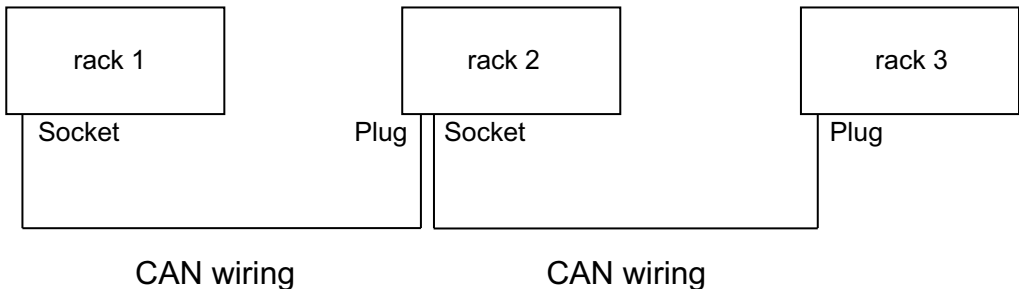 rack 1
rack 2
rack 3
Socket
Plug
Socket
Plug
CAN wiring
CAN wiring